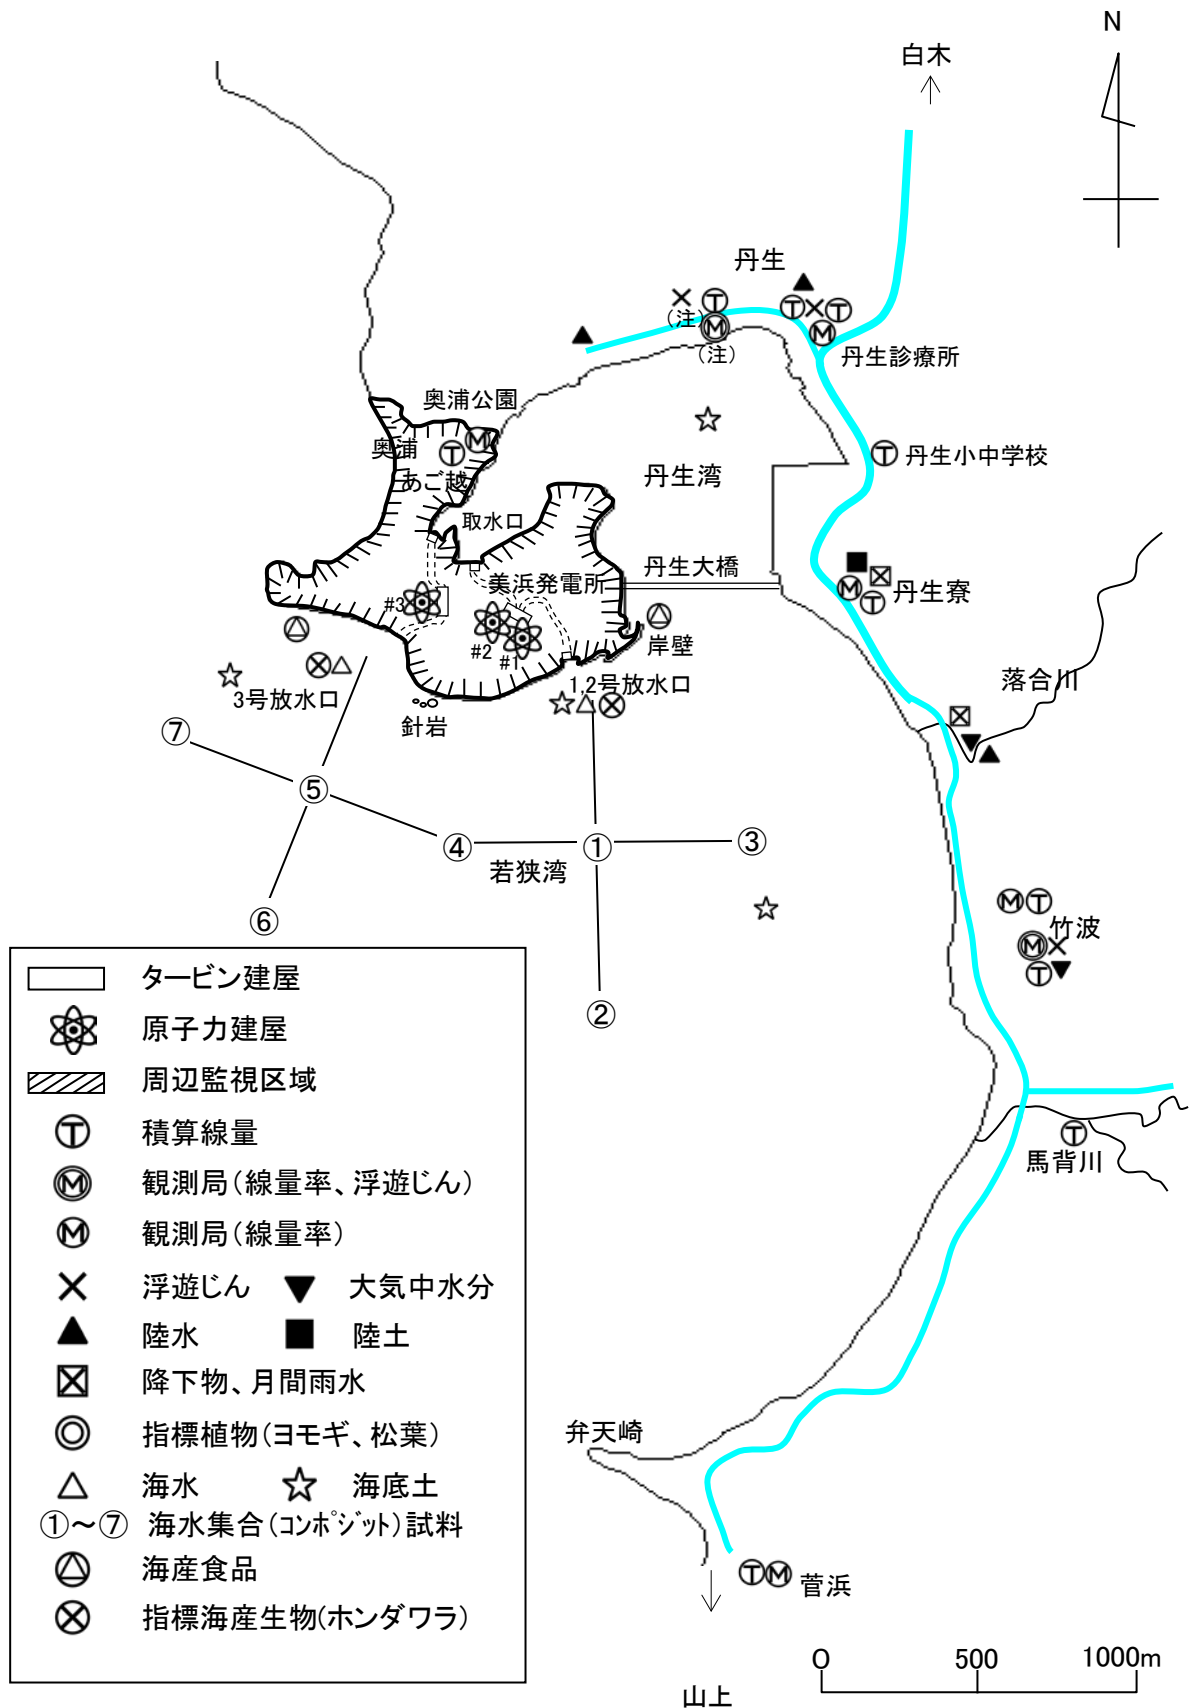 N
白木
丹生
(注)
(注)
丹生診療所
奥浦公園
奥浦
あご越
丹生小中学校
丹生湾
取水口
丹生大橋
美浜発電所
丹生寮
#3
#2
#1
岸壁
落合川
1,2号放水口
3号放水口
針岩
⑦
⑤
④
①
③
若狭湾
⑥
竹波
②
タービン建屋
原子力建屋
周辺監視区域
Ⓣ 積算線量
Ⓜ 観測局(線量率、浮遊じん)
Ⓜ 観測局(線量率)
浮遊じん 大気中水分
陸水 陸土
降下物、月間雨水
指標植物(ヨモギ、松葉)
海水 海底土
①~⑦ 海水集合(コンポジット)試料
海産食品
指標海産生物(ホンダワラ)
馬背川
弁天崎
菅浜
山上
0 500 1000m